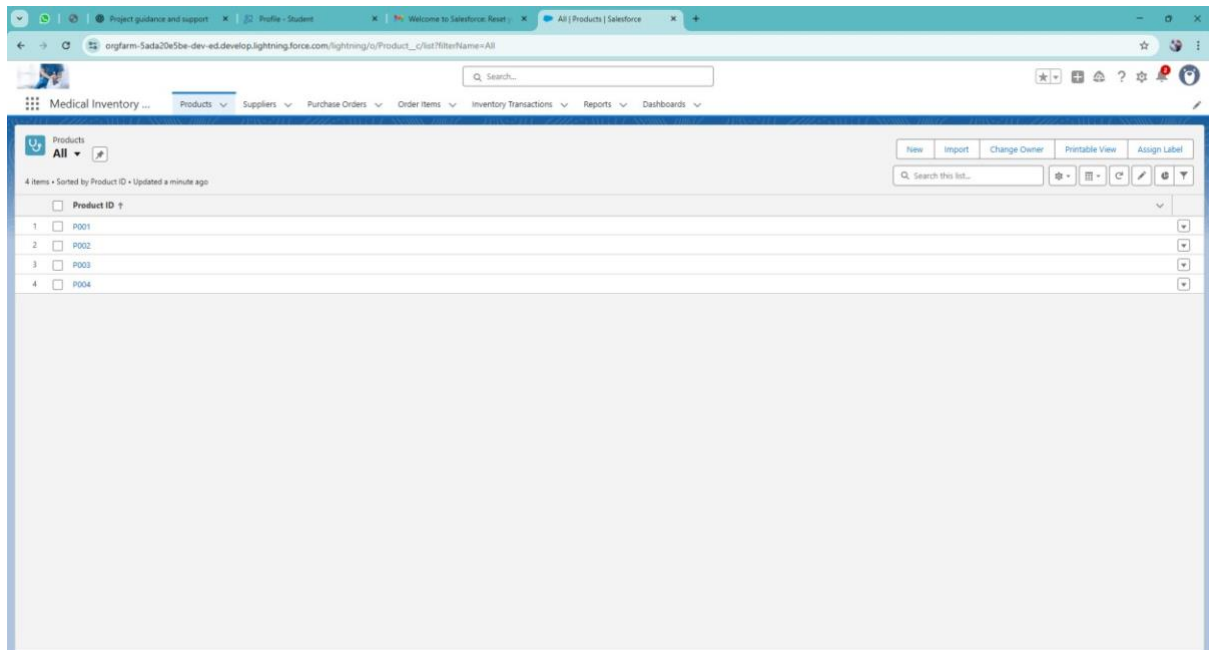 Project guidance and support
Profile - Student
Welcome to Salesforce: Reset y
All | Products | Salesforce
orgfarm-5ada20e5be-dev-ed.develop.lightning.force.com/lightning/o/Product__c/list?filterName=All
Search...
Medical Inventory ...
Products
Suppliers
Purchase Orders
Order Items
Inventory Transactions
Reports
Dashboards
Products
All
New
Import
Change Owner
Printable View
Assign Label
4 items • Sorted by Product ID • Updated a minute ago
Search this list...
Product ID ↑
1 P001
2 P002
3 P003
4 P004